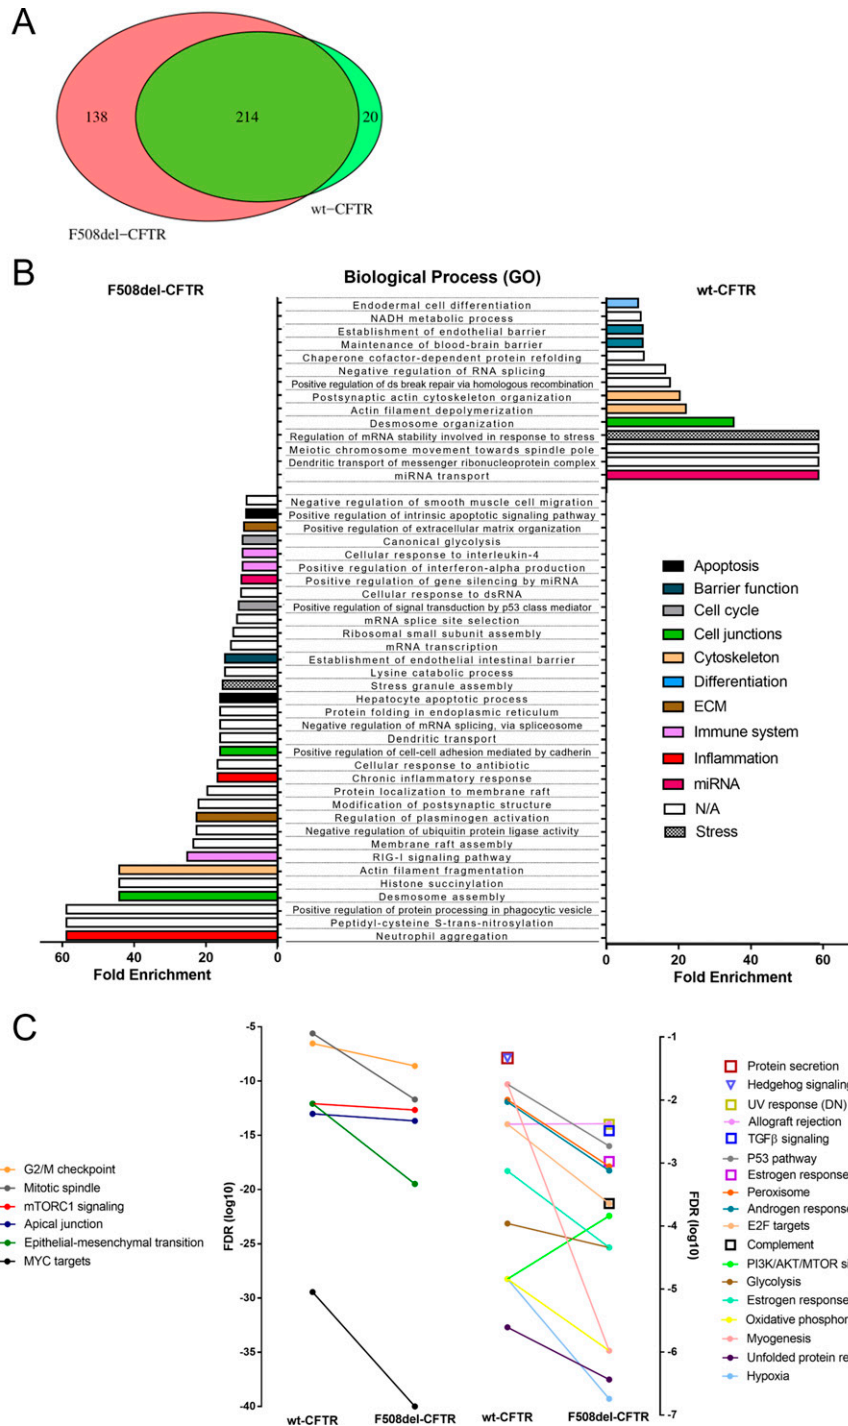 A
138
214
20
wt-CFTR
F508del-CFTR
B
Biological Process (GO)
F508del-CFTR
wt-CFTR
Endodermal cell differentiation
NADH metabolic process
Establishment of endothelial barrier
Maintenance of blood-brain barrier
Chaperone cofactor-dependent protein refolding
Negative regulation of RNA splicing
Positive regulation of ds break repair via homologous recombination
Postsynaptic actin cytoskeleton organization
Actin filament depolymerization
Desmosome organization
Regulation of mRNA stability involved in response to stress
Meiotic chromosome movement towards spindle pole
Dendritic transport of messenger ribonucleoprotein complex
miRNA transport
Negative regulation of smooth muscle cell migration
Positive regulation of intrinsic apoptotic signaling pathway
Positive regulation of extracellular matrix organization
Canonical glycolysis
Cellular response to interleukin-4
Positive regulation of interferon-alpha production
Positive regulation of gene silencing by miRNA
Cellular response to dsRNA
Positive regulation of signal transduction by p53 class mediator
mRNA splice site selection
Ribosomal small subunit assembly
mRNA transcription
Establishment of endothelial intestinal barrier
Lysine catabolic process
Stress granule assembly
Hepatocyte apoptotic process
Protein folding in endoplasmic reticulum
Negative regulation of mRNA splicing, via spliceosome
Dendritic transport
Positive regulation of cell-cell adhesion mediated by cadherin
Cellular response to antibiotic
Chronic inflammatory response
Protein localization to membrane raft
Modification of postsynaptic structure
Regulation of plasminogen activation
Negative regulation of ubiquitin protein ligase activity
Membrane raft assembly
RIG-I signaling pathway
Actin filament fragmentation
Histone succinylation
Desmosome assembly
Positive regulation of protein processing in phagocytic vesicle
Peptidyl-cysteine S-trans-nitrosylation
Neutrophil aggregation
Apoptosis
Barrier function
Cell cycle
Cell junctions
Cytoskeleton
Differentiation
ECM
Immune system
Inflammation
miRNA
N/A
Stress
60 40 20 0
Fold Enrichment
0 20 40 60
Fold Enrichment
C
G2/M checkpoint
Mitotic spindle
mTORC1 signaling
Apical junction
Epithelial-mesenchymal transition
MYC targets
FDR (log10)
-5
-10
-15
-20
-25
-30
-35
-40
wt-CFTR F508del-CFTR
wt-CFTR F508del-CFTR
FDR (log10)
-1
-2
-3
-4
-5
-6
-7
Protein secretion
Hedgehog signaling
UV response (DN)
Allograft rejection
TGFβ signaling
P53 pathway
Estrogen response
Peroxisome
Androgen response
E2F targets
Complement
PI3K/AKT/MTOR si
Glycolysis
Estrogen response
Oxidative phosphor
Myogenesis
Unfolded protein re
Hypoxia